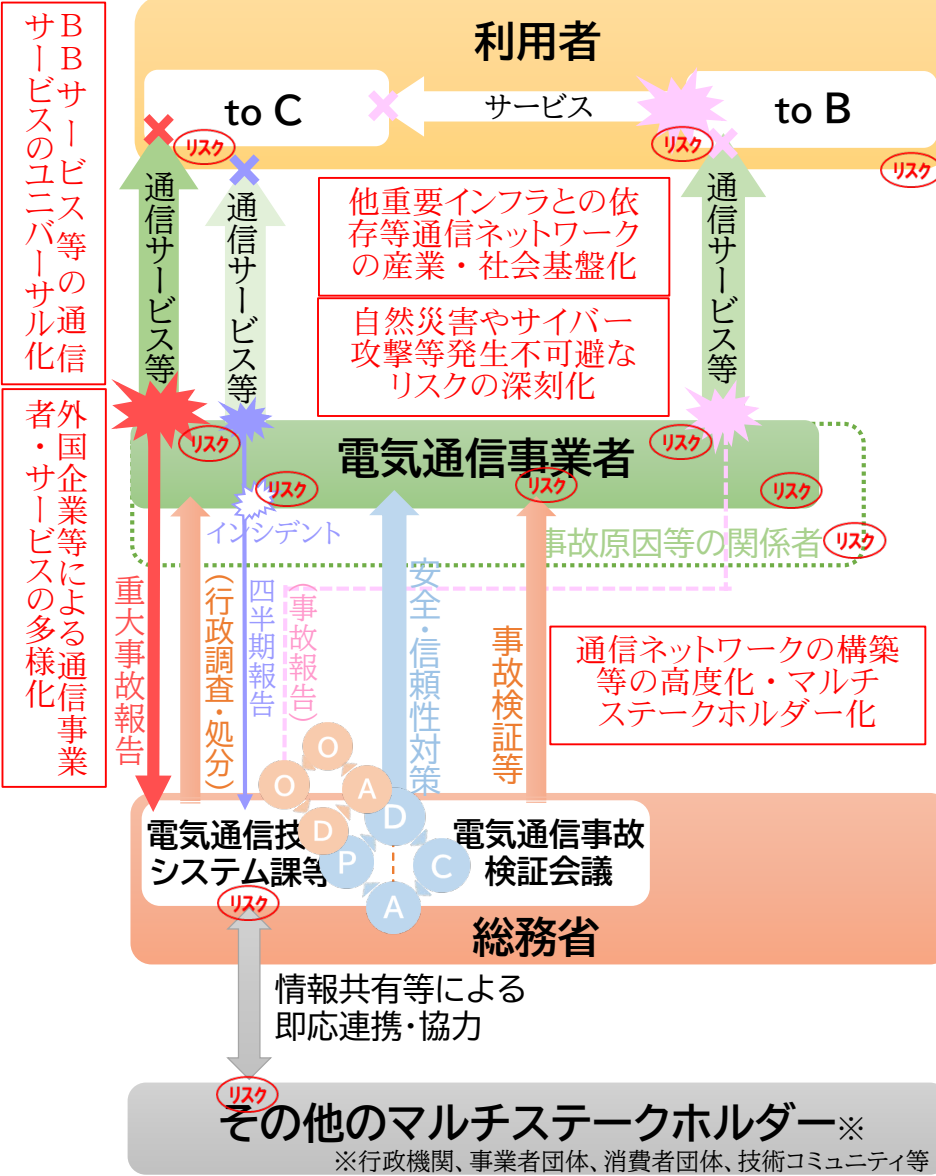 BBサービス等の通信
サービスのユニバーサル化
外国企業等による通信事業
者・サービスの多様化
利用者
to C
サービス
to B
リスク
リスク
リスク
通信サービス等
通信サービス等
通信サービス等
他重要インフラとの依
存等通信ネットワーク
の産業・社会基盤化
自然災害やサイバー
攻撃等発生不可避な
リスクの深刻化
電気通信事業者
リスク
リスク
リスク
リスク
リスク
インシデント
事故原因等の関係者
リスク
重大事故報告
(行政調査・処分)
四半期報告
(事故報告)
安全・信頼性対策
事故検証等
通信ネットワークの構築
等の高度化・マルチ
ステークホルダー化
O
O
A
D
D
P
C
A
電気通信技
システム課等
電気通信事故
検証会議
リスク
総務省
情報共有等による
即応連携・協力
リスク
その他のマルチステークホルダー※
※行政機関、事業者団体、消費者団体、技術コミュニティ等